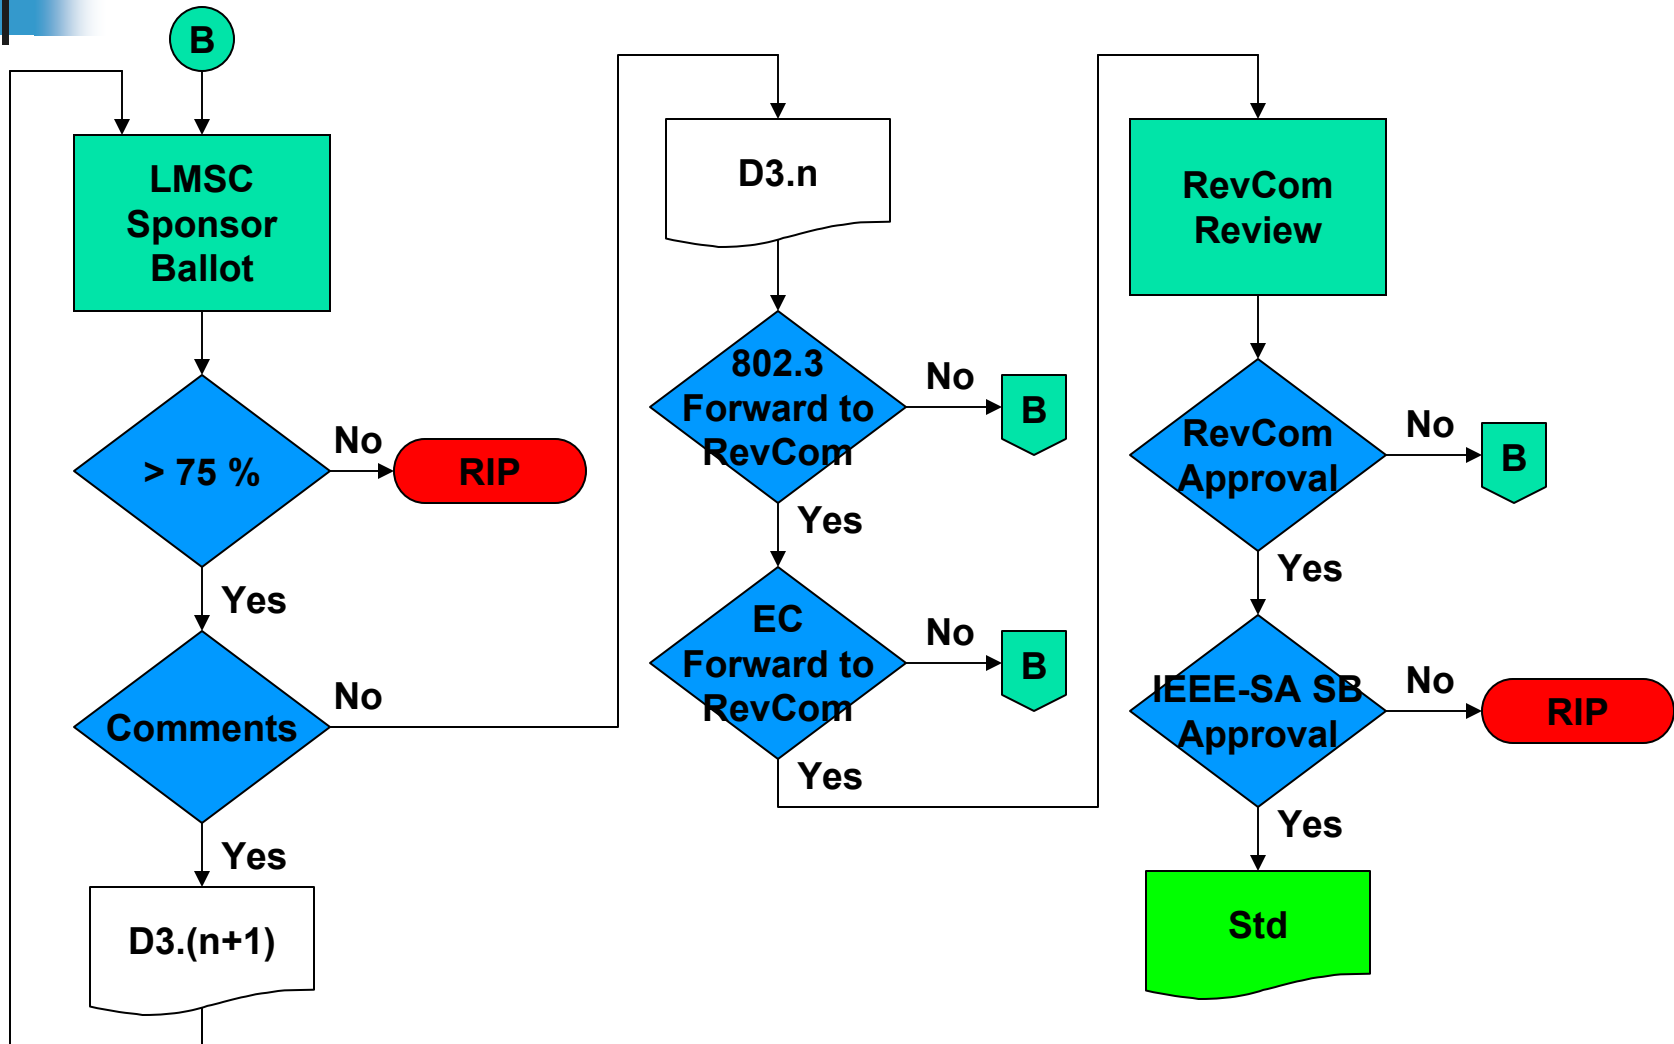 B
LMSC
Sponsor
Ballot
> 75 %
No
RIP
Yes
Comments
No
Yes
D3.(n+1)
D3.n
802.3
Forward to
RevCom
No
B
Yes
EC
Forward to
RevCom
No
B
Yes
RevCom
Review
RevCom
Approval
No
B
Yes
IEEE-SA SB
Approval
No
RIP
Yes
Std